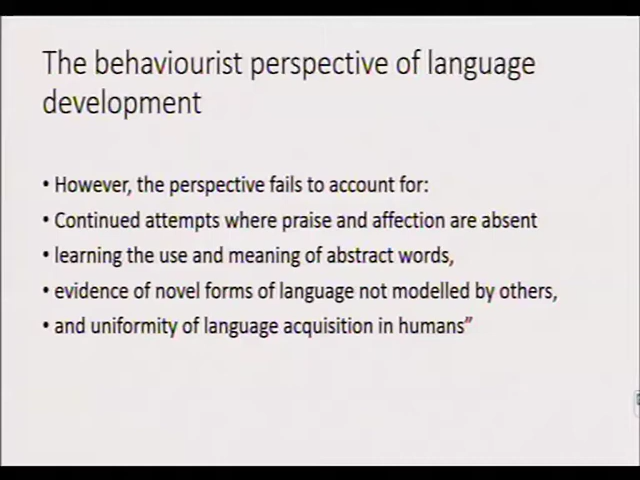 The behaviourist perspective of language
development
• However, the perspective fails to account for:
• Continued attempts where praise and affection are absent
• learning the use and meaning of abstract words,
• evidence of novel forms of language not modelled by others,
• and uniformity of language acquisition in humans”